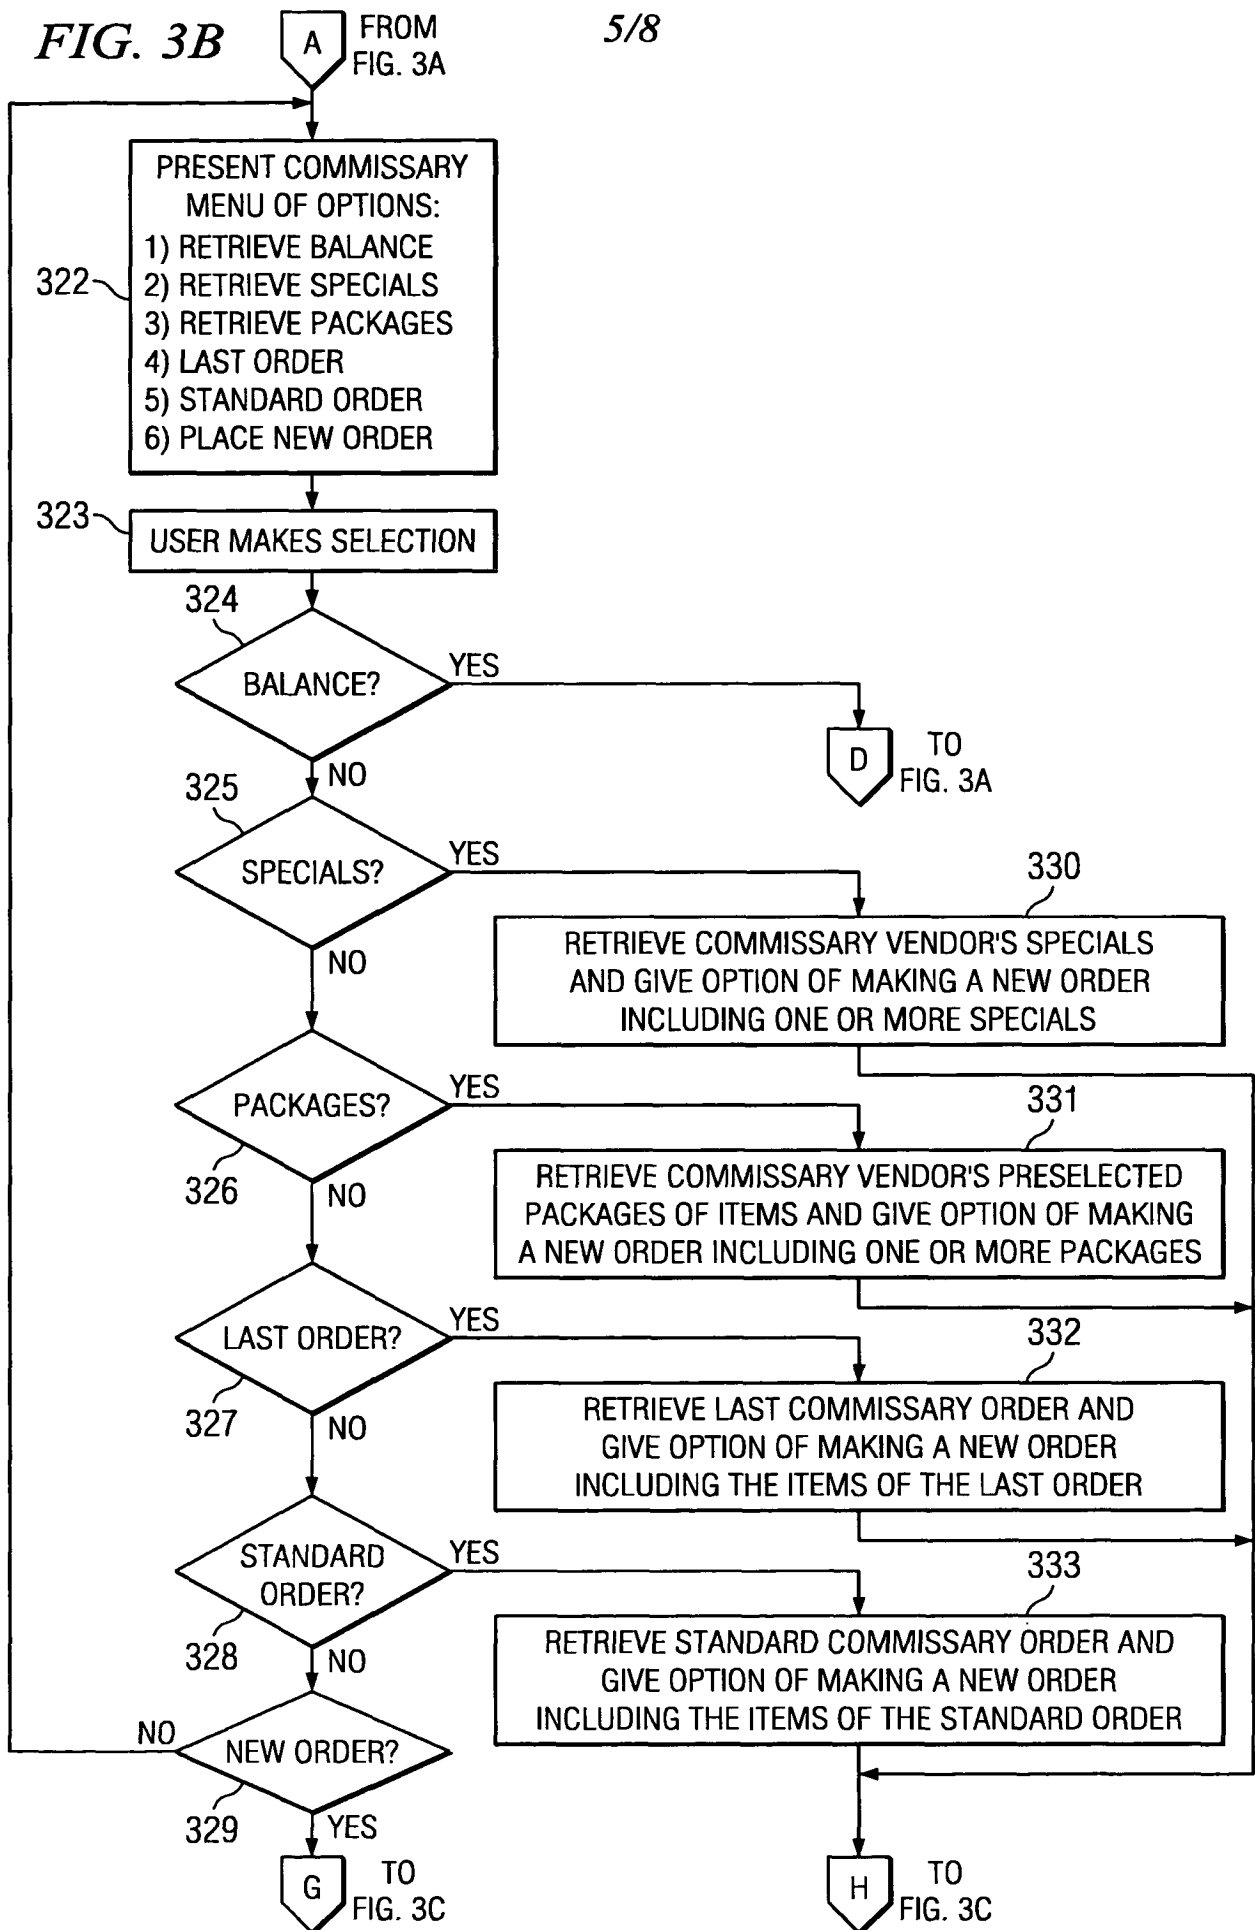 FIG. 3B
A
FROM
FIG. 3A
5/8
PRESENT COMMISSARY
MENU OF OPTIONS:
1) RETRIEVE BALANCE
2) RETRIEVE SPECIALS
3) RETRIEVE PACKAGES
4) LAST ORDER
5) STANDARD ORDER
6) PLACE NEW ORDER
322
323
USER MAKES SELECTION
324
BALANCE?
YES
NO
D
TO
FIG. 3A
325
SPECIALS?
YES
NO
330
RETRIEVE COMMISSARY VENDOR'S SPECIALS
AND GIVE OPTION OF MAKING A NEW ORDER
INCLUDING ONE OR MORE SPECIALS
PACKAGES?
YES
326
NO
331
RETRIEVE COMMISSARY VENDOR'S PRESELECTED
PACKAGES OF ITEMS AND GIVE OPTION OF MAKING
A NEW ORDER INCLUDING ONE OR MORE PACKAGES
LAST ORDER?
YES
327
NO
332
RETRIEVE LAST COMMISSARY ORDER AND
GIVE OPTION OF MAKING A NEW ORDER
INCLUDING THE ITEMS OF THE LAST ORDER
STANDARD
ORDER?
YES
328
NO
333
RETRIEVE STANDARD COMMISSARY ORDER AND
GIVE OPTION OF MAKING A NEW ORDER
INCLUDING THE ITEMS OF THE STANDARD ORDER
NO
NEW ORDER?
329
YES
G
TO
FIG. 3C
H
TO
FIG. 3C